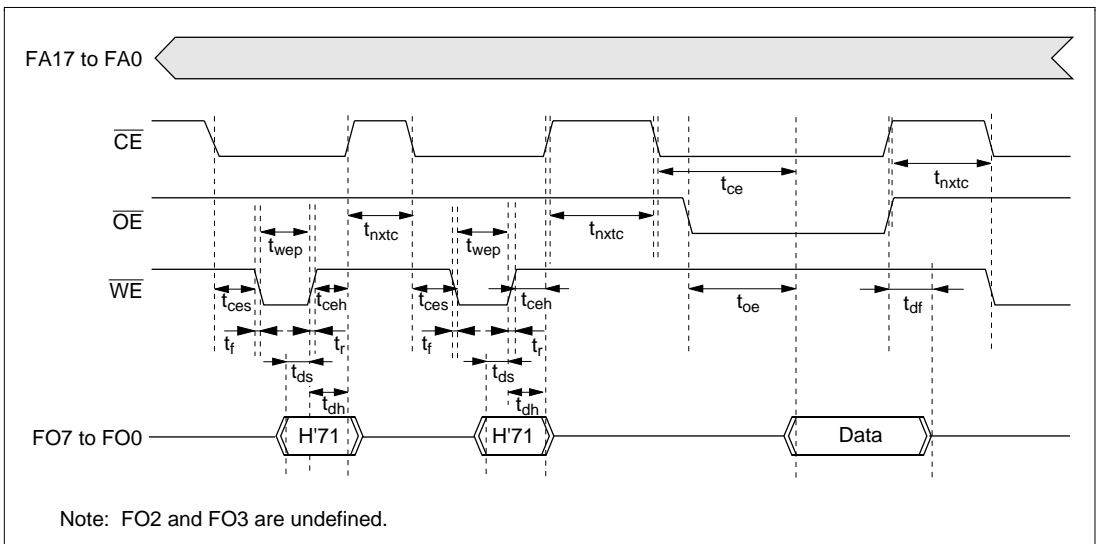 FA17 to FA0
CE
t_ce
t_nxtc
OE
t_wep
t_nxtc
t_wep
t_nxtc
WE
t_ces
t_ceh
t_ces
t_ceh
t_oe
t_df
t_f
t_r
t_f
t_r
t_ds
t_ds
t_dh
t_dh
FO7 to FO0
H'71
H'71
Data
Note: FO2 and FO3 are undefined.